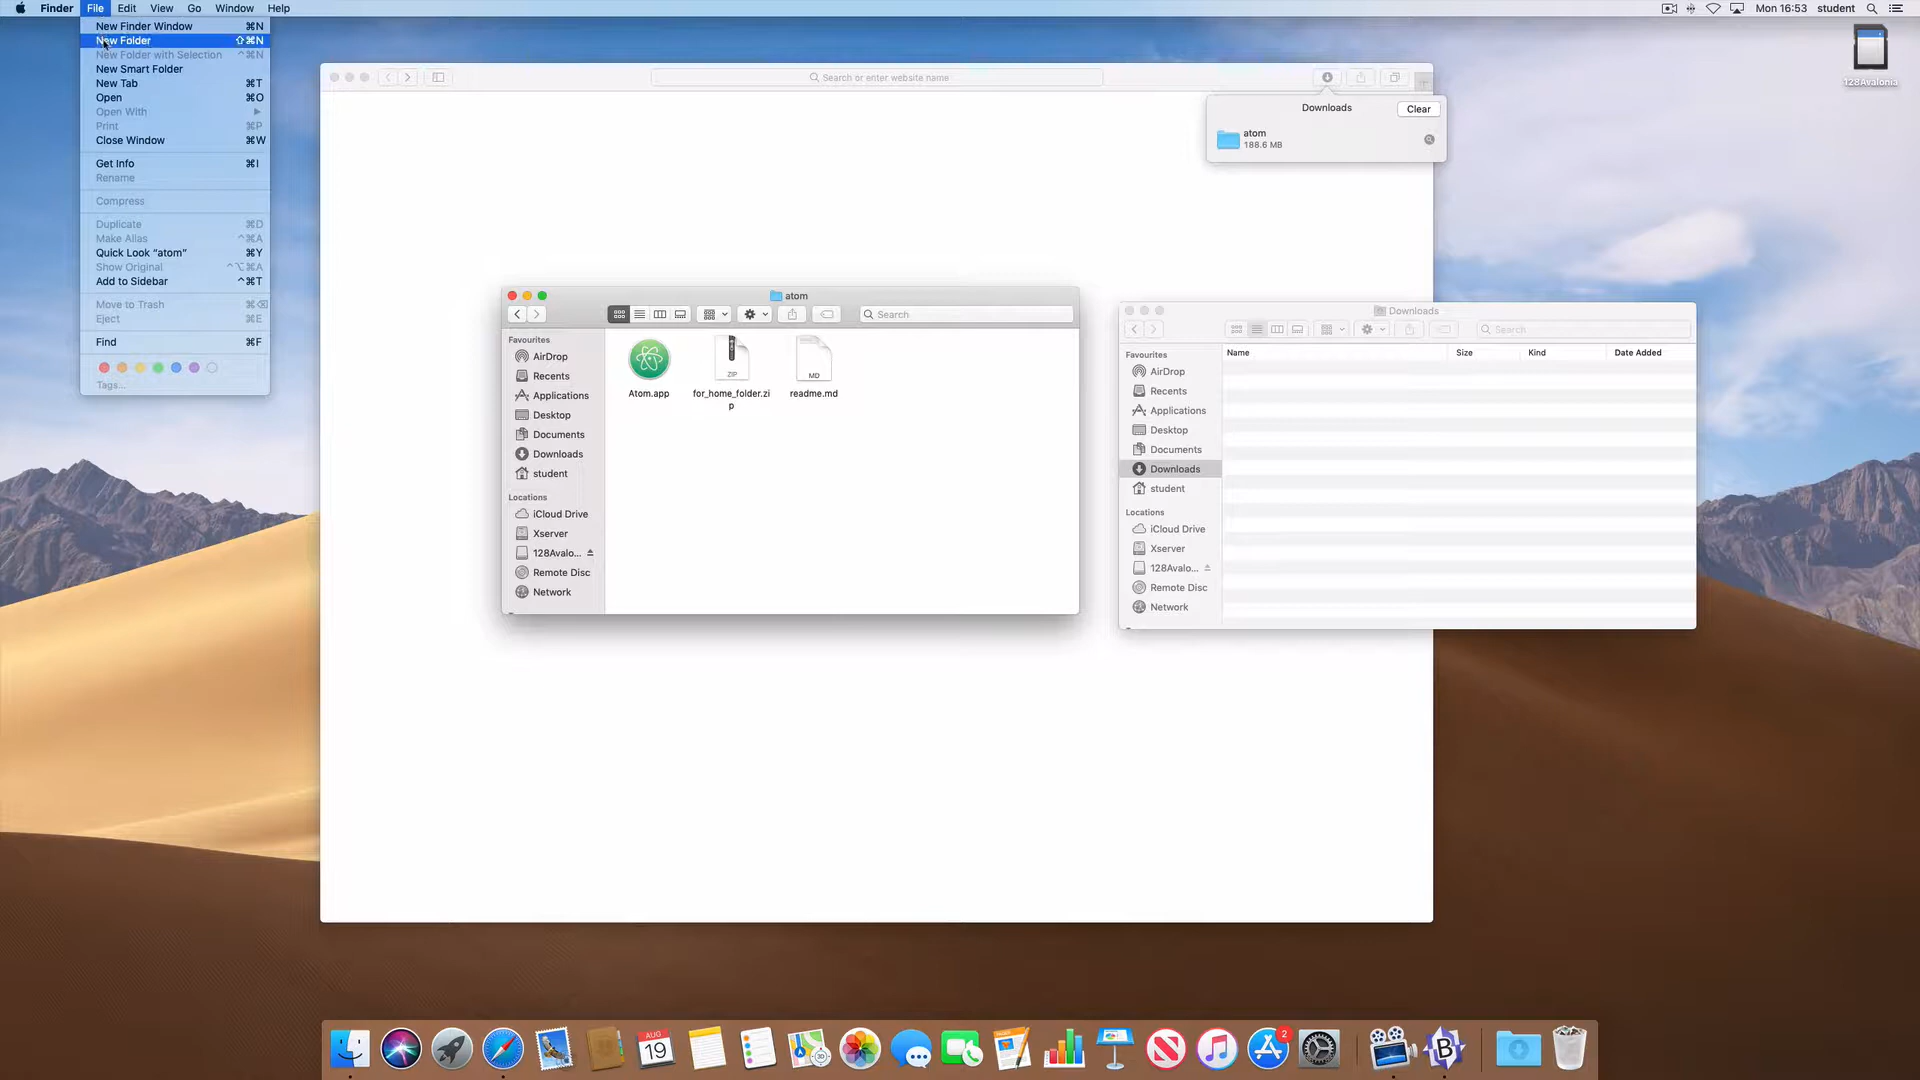 Finder File Edit View Go Window Help
Mon 16:53 student
New Finder Window ⌘N
New Folder ⇧⌘N
New Folder with Selection ^⌘N
New Smart Folder
New Tab ⌘T
Open ⌘O
Open With
Print ⌘P
Close Window ⌘W
Get Info ⌘I
Rename
Compress
Duplicate ⌘D
Make Alias ^⌘A
Quick Look “atom” ⌘Y
Show Original ^⌥⌘A
Add to Sidebar ^⌘T
Move to Trash ⌘⌫
Eject ⌘E
Find ⌘F
Tags...
Search or enter website name
Downloads
Clear
atom
188.6 MB
128Avalonia
atom
Search
Favourites
AirDrop
Recents
Applications
Desktop
Documents
Downloads
student
Locations
iCloud Drive
Xserver
128Avalo...
Remote Disc
Network
ZIP
MD
Atom.app
for_home_folder.zi
p
readme.md
Downloads
Search
Favourites
AirDrop
Recents
Applications
Desktop
Documents
Downloads
student
Locations
iCloud Drive
Xserver
128Avalo...
Remote Disc
Network
Name Size Kind Date Added
AUG
19
3D
PAGES
2
B